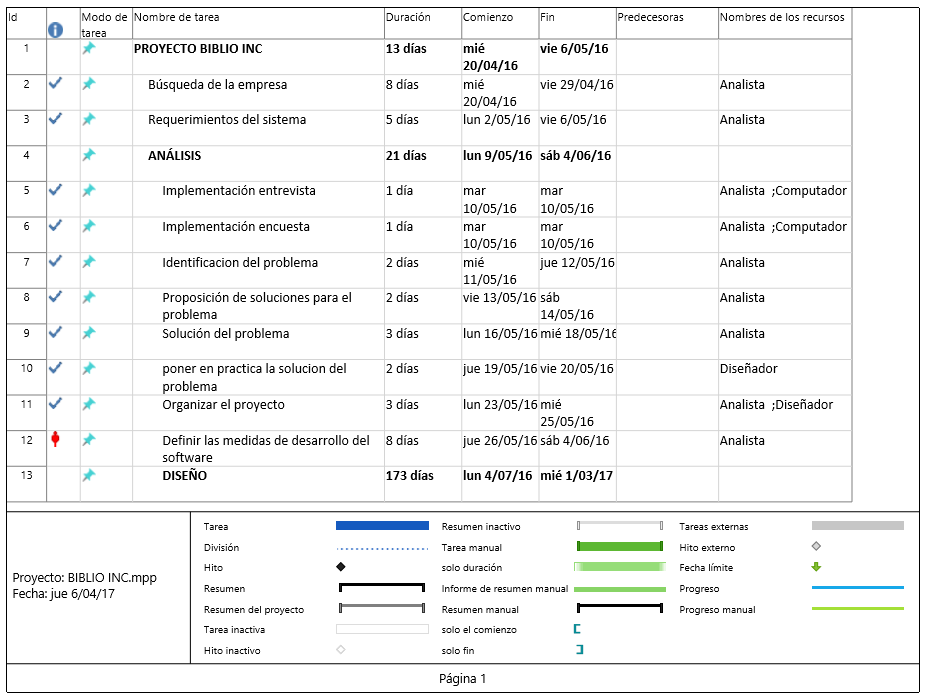 Id Modo de tarea Nombre de tarea Duración Comienzo Fin Predecesoras Nombres de los recursos
1 PROYECTO BIBLIO INC 13 días mié 20/04/16 vie 6/05/16
2 Búsqueda de la empresa 8 días mié 20/04/16 vie 29/04/16 Analista
3 Requerimientos del sistema 5 días lun 2/05/16 vie 6/05/16 Analista
4 ANÁLISIS 21 días lun 9/05/16 sáb 4/06/16
5 Implementación entrevista 1 día mar 10/05/16 mar 10/05/16 Analista ;Computador
6 Implementación encuesta 1 día mar 10/05/16 mar 10/05/16 Analista ;Computador
7 Identificacion del problema 2 días mié 11/05/16 jue 12/05/16 Analista
8 Proposición de soluciones para el problema 2 días vie 13/05/16 sáb 14/05/16 Analista
9 Solución del problema 3 días lun 16/05/16 mié 18/05/16 Analista
10 poner en practica la solucion del problema 2 días jue 19/05/16 vie 20/05/16 Diseñador
11 Organizar el proyecto 3 días lun 23/05/16 mié 25/05/16 Analista ;Diseñador
12 Definir las medidas de desarrollo del software 8 días jue 26/05/16 sáb 4/06/16 Analista
13 DISEÑO 173 días lun 4/07/16 mié 1/03/17
Proyecto: BIBLIO INC.mpp
Fecha: jue 6/04/17
Tarea
División
Hito
Resumen
Resumen del proyecto
Tarea inactiva
Hito inactivo
Resumen inactivo
Tarea manual
solo duración
Informe de resumen manual
Resumen manual
solo el comienzo
solo fin
Tareas externas
Hito externo
Fecha límite
Progreso
Progreso manual
Página 1